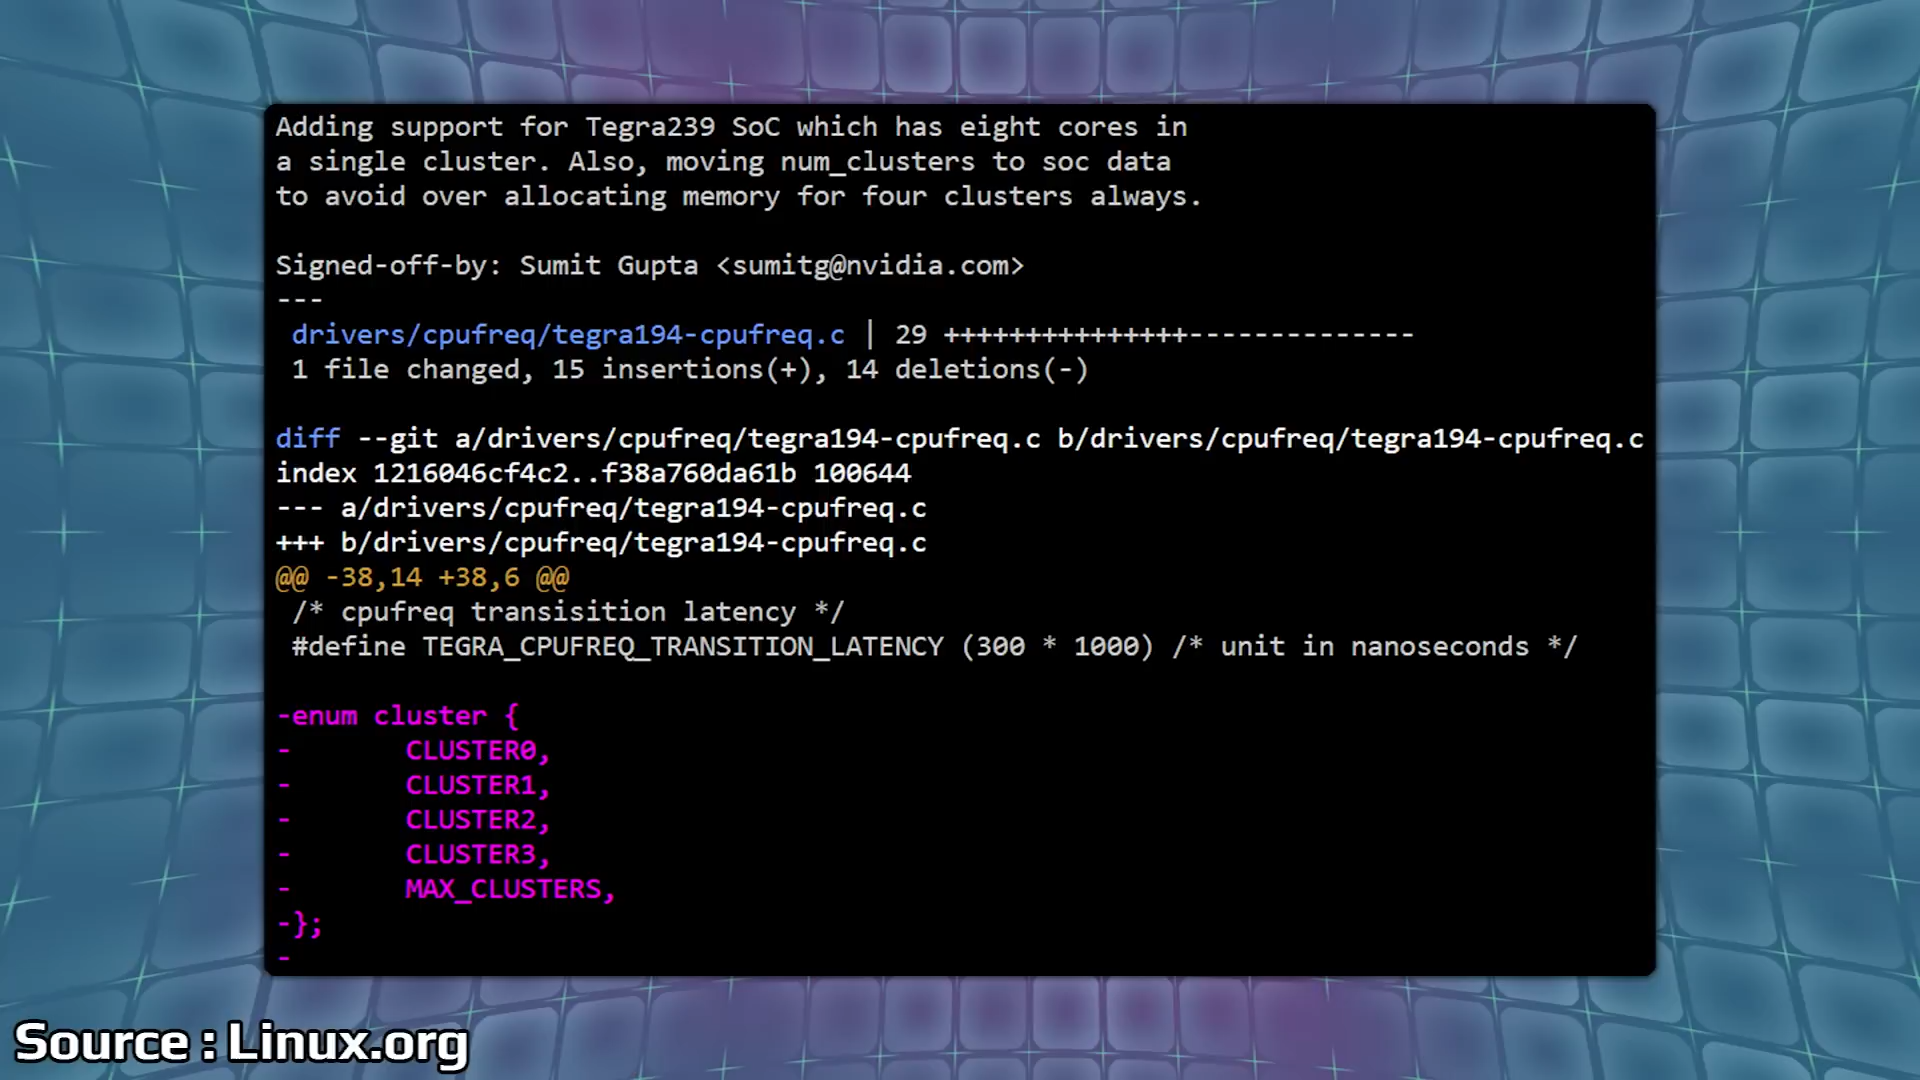 Adding support for Tegra239 SoC which has eight cores in
a single cluster. Also, moving num_clusters to soc data
to avoid over allocating memory for four clusters always.
Signed-off-by: Sumit Gupta <sumitg@nvidia.com>
---
drivers/cpufreq/tegra194-cpufreq.c | 29 +++++++++++++++--------------
1 file changed, 15 insertions(+), 14 deletions(-)
diff --git a/drivers/cpufreq/tegra194-cpufreq.c b/drivers/cpufreq/tegra194-cpufreq.c
index 1216046cf4c2..f38a760da61b 100644
--- a/drivers/cpufreq/tegra194-cpufreq.c
+++ b/drivers/cpufreq/tegra194-cpufreq.c
@@ -38,14 +38,6 @@
/* cpufreq transisition latency */
#define TEGRA_CPUFREQ_TRANSITION_LATENCY (300 * 1000) /* unit in nanoseconds */
-enum cluster {
-       CLUSTER0,
-       CLUSTER1,
-       CLUSTER2,
-       CLUSTER3,
-       MAX_CLUSTERS,
-};
-
Source : Linux.org